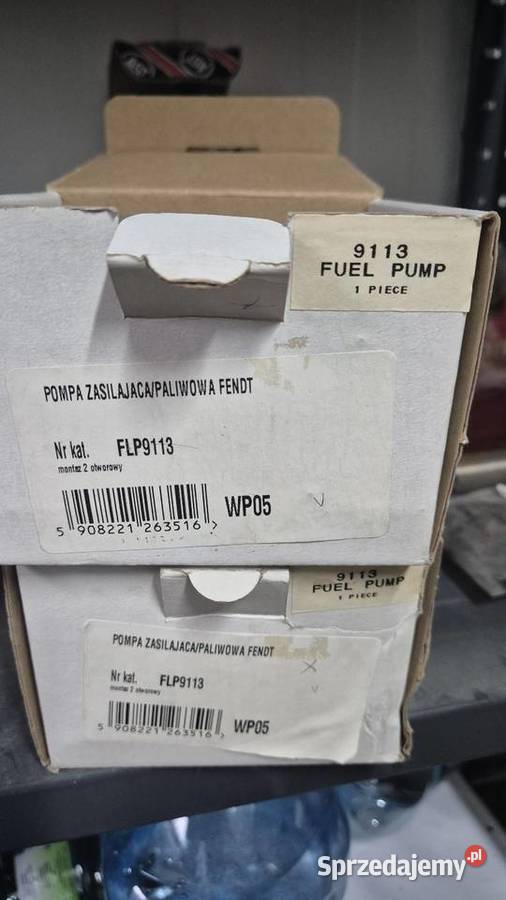 9113
FUEL PUMP
1 PIECE
POMPA ZASILAJACA/PALIWOWA FENDT
Nr kat. FLP9113
montaz 2 otworowy
5 908221 263516 >
WP05
9113
FUEL PUMP
1 PIECE
POMPA ZASILAJACA/PALIWOWA FENDT
Nr kat. FLP9113
montaz 2 otworowy
5 908221 263516 >
WP05
Sprzedajemy.pl